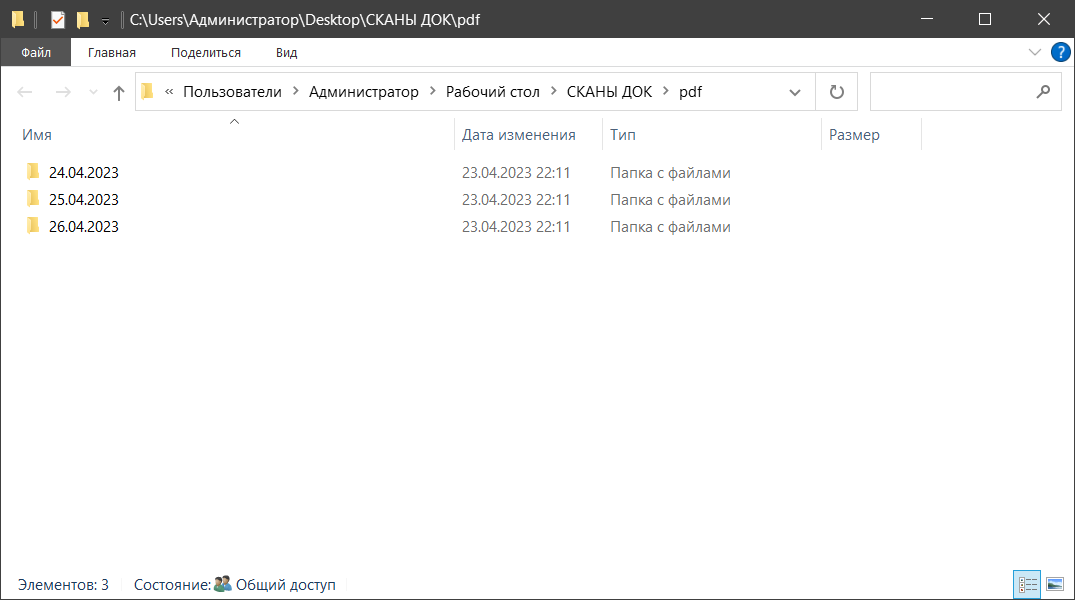 C:\Users\Администратор\Desktop\СКАНЫ ДОК\pdf
Файл Главная Поделиться Вид ?
« Пользователи > Администратор > Рабочий стол > СКАНЫ ДОК > pdf
Имя Дата изменения Тип Размер
24.04.2023 23.04.2023 22:11 Папка с файлами
25.04.2023 23.04.2023 22:11 Папка с файлами
26.04.2023 23.04.2023 22:11 Папка с файлами
Элементов: 3 Состояние: Общий доступ